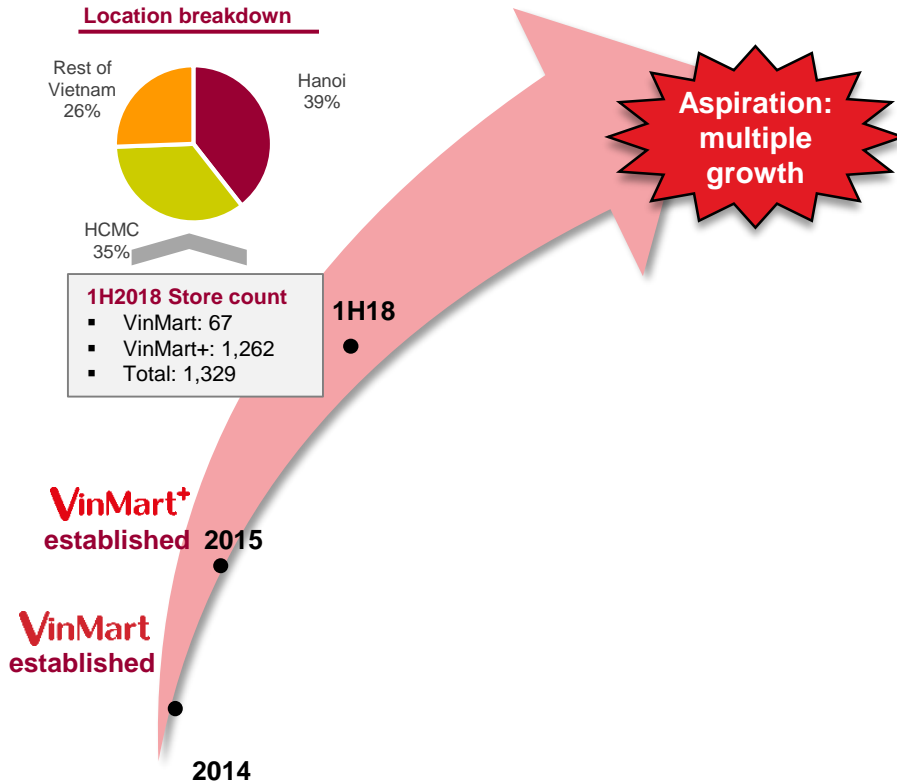 Location breakdown
Rest of
Vietnam
26%
Hanoi
39%
HCMC
35%
Aspiration:
multiple
growth
1H2018 Store count
▪ VinMart: 67
▪ VinMart+: 1,262
▪ Total: 1,329
1H18
VinMart+
established
2015
VinMart
established
2014